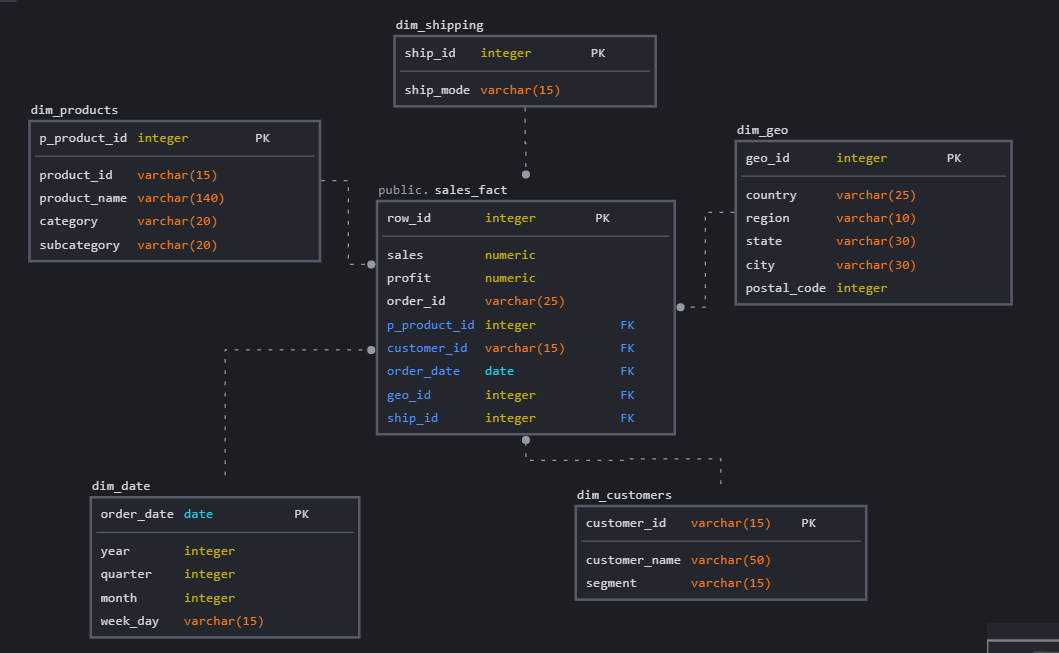 dim_shipping
ship_id integer PK
ship_mode varchar(15)
dim_products
p_product_id integer PK
product_id varchar(15)
product_name varchar(140)
category varchar(20)
subcategory varchar(20)
dim_geo
geo_id integer PK
country varchar(25)
region varchar(10)
state varchar(30)
city varchar(30)
postal_code integer
public. sales_fact
row_id integer PK
sales numeric
profit numeric
order_id varchar(25)
p_product_id integer FK
customer_id varchar(15) FK
order_date date FK
geo_id integer FK
ship_id integer FK
dim_date
order_date date PK
year integer
quarter integer
month integer
week_day varchar(15)
dim_customers
customer_id varchar(15) PK
customer_name varchar(50)
segment varchar(15)